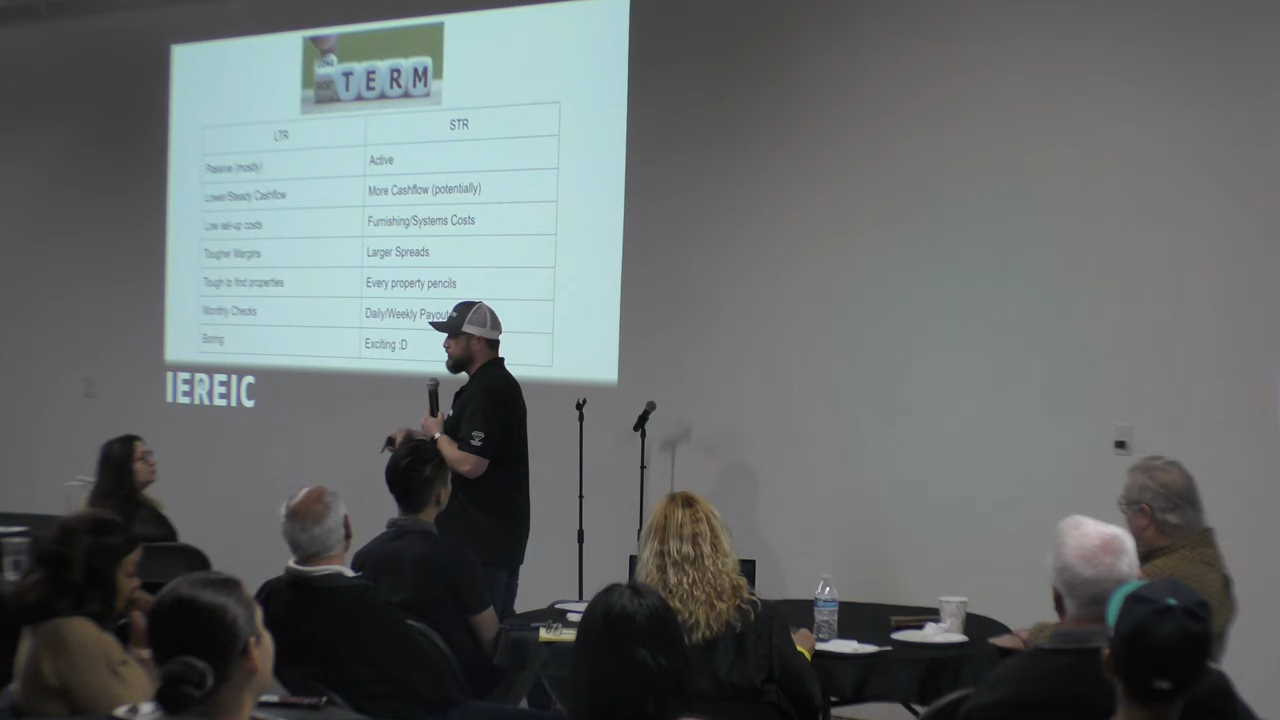 TERM
LTR STR
Passive (mostly) Active
Lower/Steady Cashflow More Cashflow (potentially)
Low set-up costs Furnishing/Systems Costs
Tougher Margins Larger Spreads
Tough to find properties Every property pencils
Monthly Checks Daily/Weekly Payout
Boring Exciting :D
IEREIC